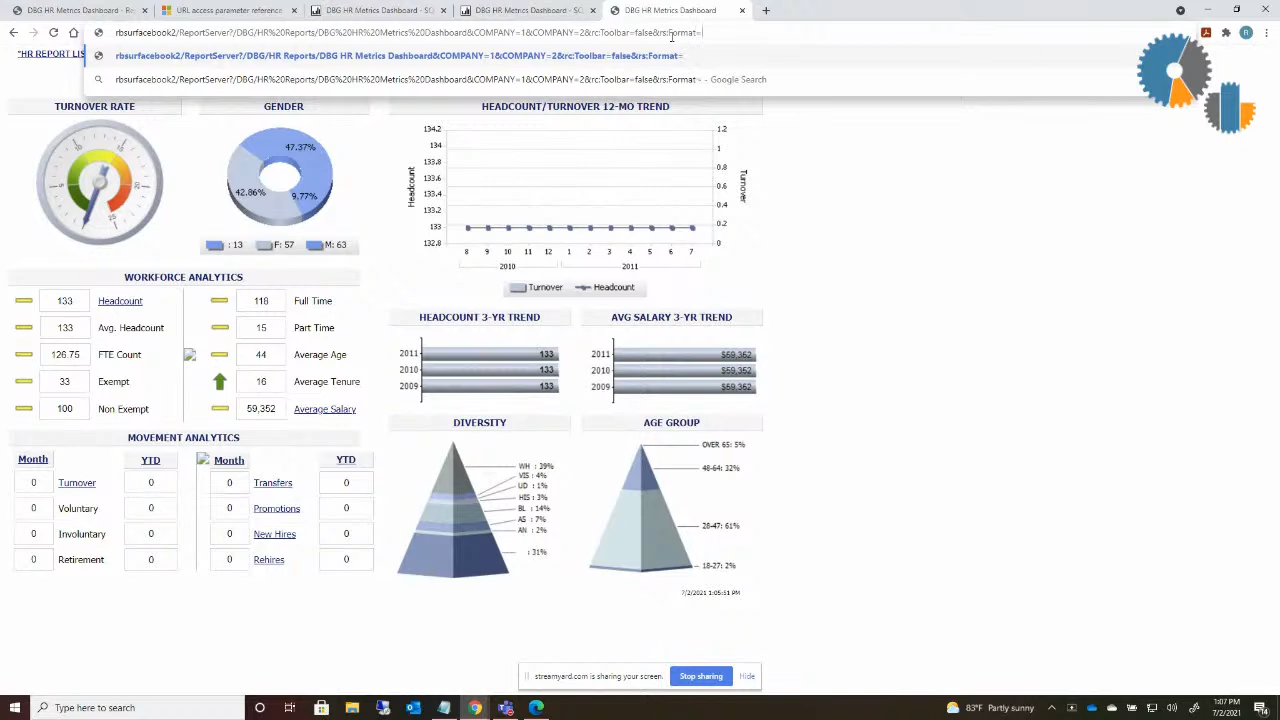 DBG HR Metrics Dashboard - Re
URL access parameter reference
DBG HR Metrics Dashboard - SC
DBG HR Metrics Dashboard - SC
DBG HR Metrics Dashboard
rbsurfacebook2/ReportServer?/DBG/HR%20Reports/DBG%20HR%20Metrics%20Dashboard&COMPANY=1&COMPANY=2&rc:Toolbar=false&rs:Format=
R
"HR REPORT LIS
rbsurfacebook2/ReportServer?/DBG/HR Reports/DBG HR Metrics Dashboard&COMPANY=1&COMPANY=2&rc:Toolbar=false&rs:Format=
rbsurfacebook2/ReportServer?/DBG/HR%20Reports/DBG%20HR%20Metrics%20Dashboard&COMPANY=1&COMPANY=2&rc:Toolbar=false&rs:Format= - Google Search
TURNOVER RATE
GENDER
HEADCOUNT/TURNOVER 12-MO TREND
20
25
47.37%
42.86%
9.77%
: 13 F: 57 M: 63
134.2
134
133.8
133.6
133.4
133.2
133
132.8
Headcount
1.2
1
0.8
0.6
0.4
0.2
0
Turnover
8 9 10 11 12 1 2 3 4 5 6 7
2010 2011
Turnover Headcount
WORKFORCE ANALYTICS
133 Headcount 118 Full Time
133 Avg. Headcount 15 Part Time
126.75 FTE Count 44 Average Age
33 Exempt 16 Average Tenure
100 Non Exempt 59,352 Average Salary
HEADCOUNT 3-YR TREND
2011 133
2010 133
2009 133
AVG SALARY 3-YR TREND
2011 $59,352
2010 $59,352
2009 $59,352
MOVEMENT ANALYTICS
Month YTD Month YTD
0 Turnover 0 0 Transfers 0
0 Voluntary 0 0 Promotions 0
0 Involuntary 0 0 New Hires 0
0 Retirement 0 0 Rehires 0
DIVERSITY
WH : 39%
VIS : 4%
UD : 1%
HIS : 3%
BL : 14%
AS : 7%
AN : 2%
: 31%
AGE GROUP
OVER 65: 5%
48-64: 32%
28-47: 61%
18-27: 2%
7/2/2021 1:05:51 PM
streamyard.com is sharing your screen.
Stop sharing
Hide
Type here to search
83°F Partly sunny
1:07 PM
7/2/2021